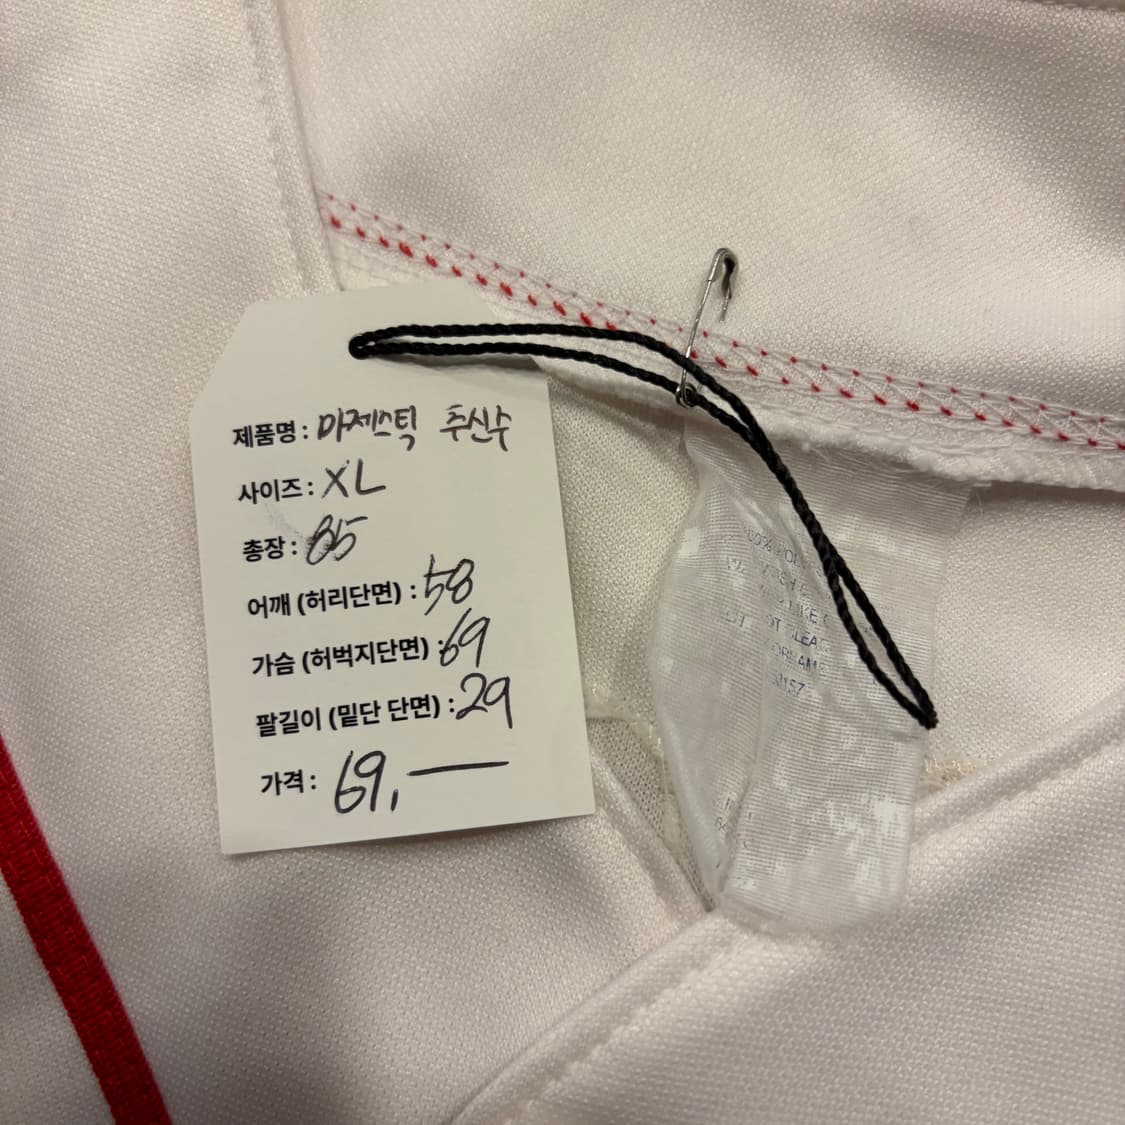 제품명 : 마제스틱 추신수
사이즈 : XL
총장 : 85
어깨 (허리단면) : 58
가슴 (허벅지단면) : 69
팔길이 (밑단 단면) : 29
가격 : 69,—